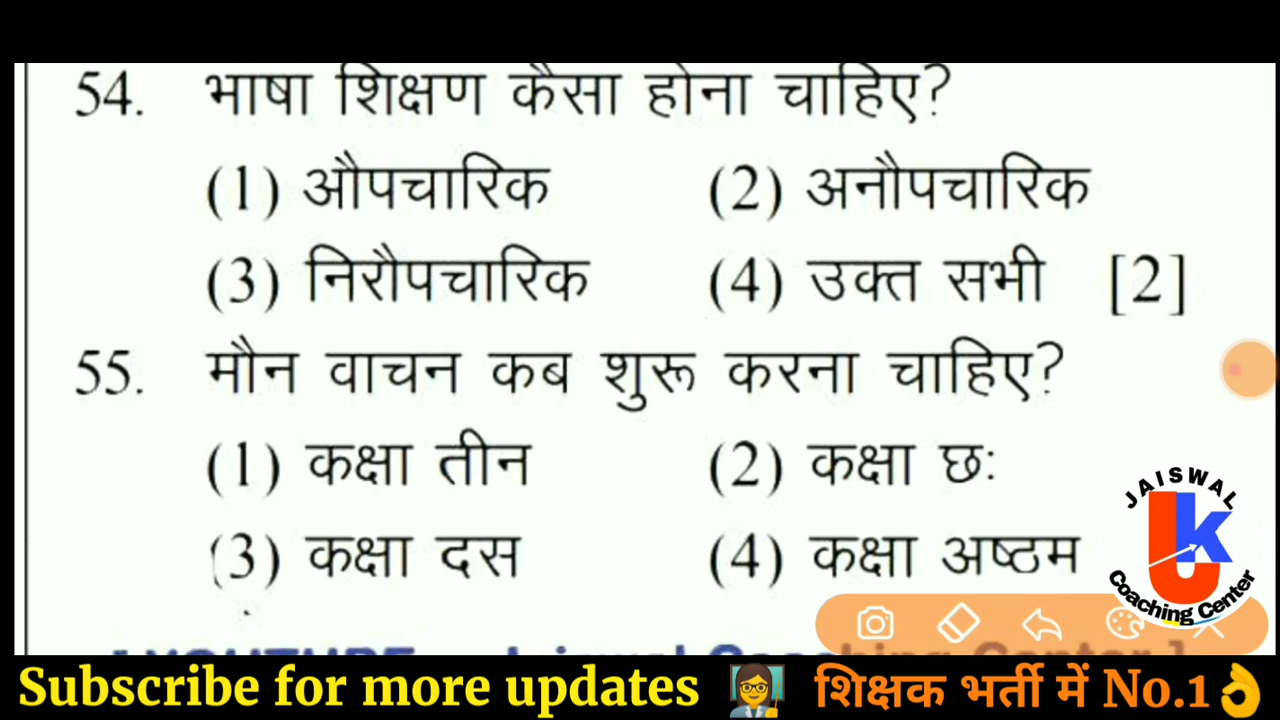 54. भाषा शिक्षण कैसा होना चाहिए?
(1) औपचारिक (2) अनौपचारिक
(3) निरौपचारिक (4) उक्त सभी [2]
55. मौन वाचन कब शुरू करना चाहिए?
(1) कक्षा तीन (2) कक्षा छः
(3) कक्षा दस (4) कक्षा अष्ठम
JAISWAL
UK
Coaching Center
Subscribe for more updates शिक्षक भर्ती में No.1